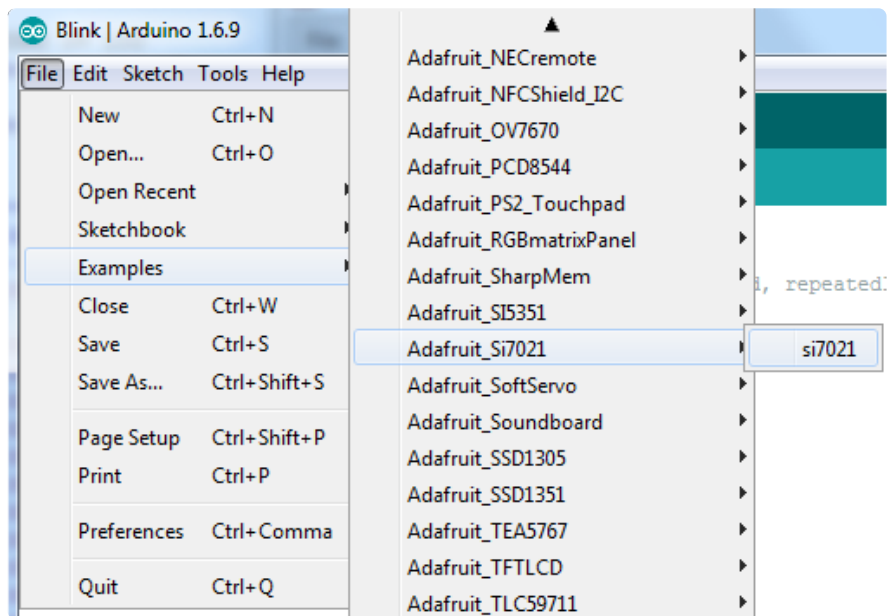 Blink | Arduino 1.6.9
File Edit Sketch Tools Help
New Ctrl+N
Open... Ctrl+O
Open Recent
Sketchbook
Examples
Close Ctrl+W
Save Ctrl+S
Save As... Ctrl+Shift+S
Page Setup Ctrl+Shift+P
Print Ctrl+P
Preferences Ctrl+Comma
Quit Ctrl+Q
Adafruit_NECremote
Adafruit_NFCShield_I2C
Adafruit_OV7670
Adafruit_PCD8544
Adafruit_PS2_Touchpad
Adafruit_RGBmatrixPanel
Adafruit_SharpMem
Adafruit_SI5351
Adafruit_Si7021
Adafruit_SoftServo
Adafruit_Soundboard
Adafruit_SSD1305
Adafruit_SSD1351
Adafruit_TEA5767
Adafruit_TFTLCD
Adafruit_TLC59711
si7021